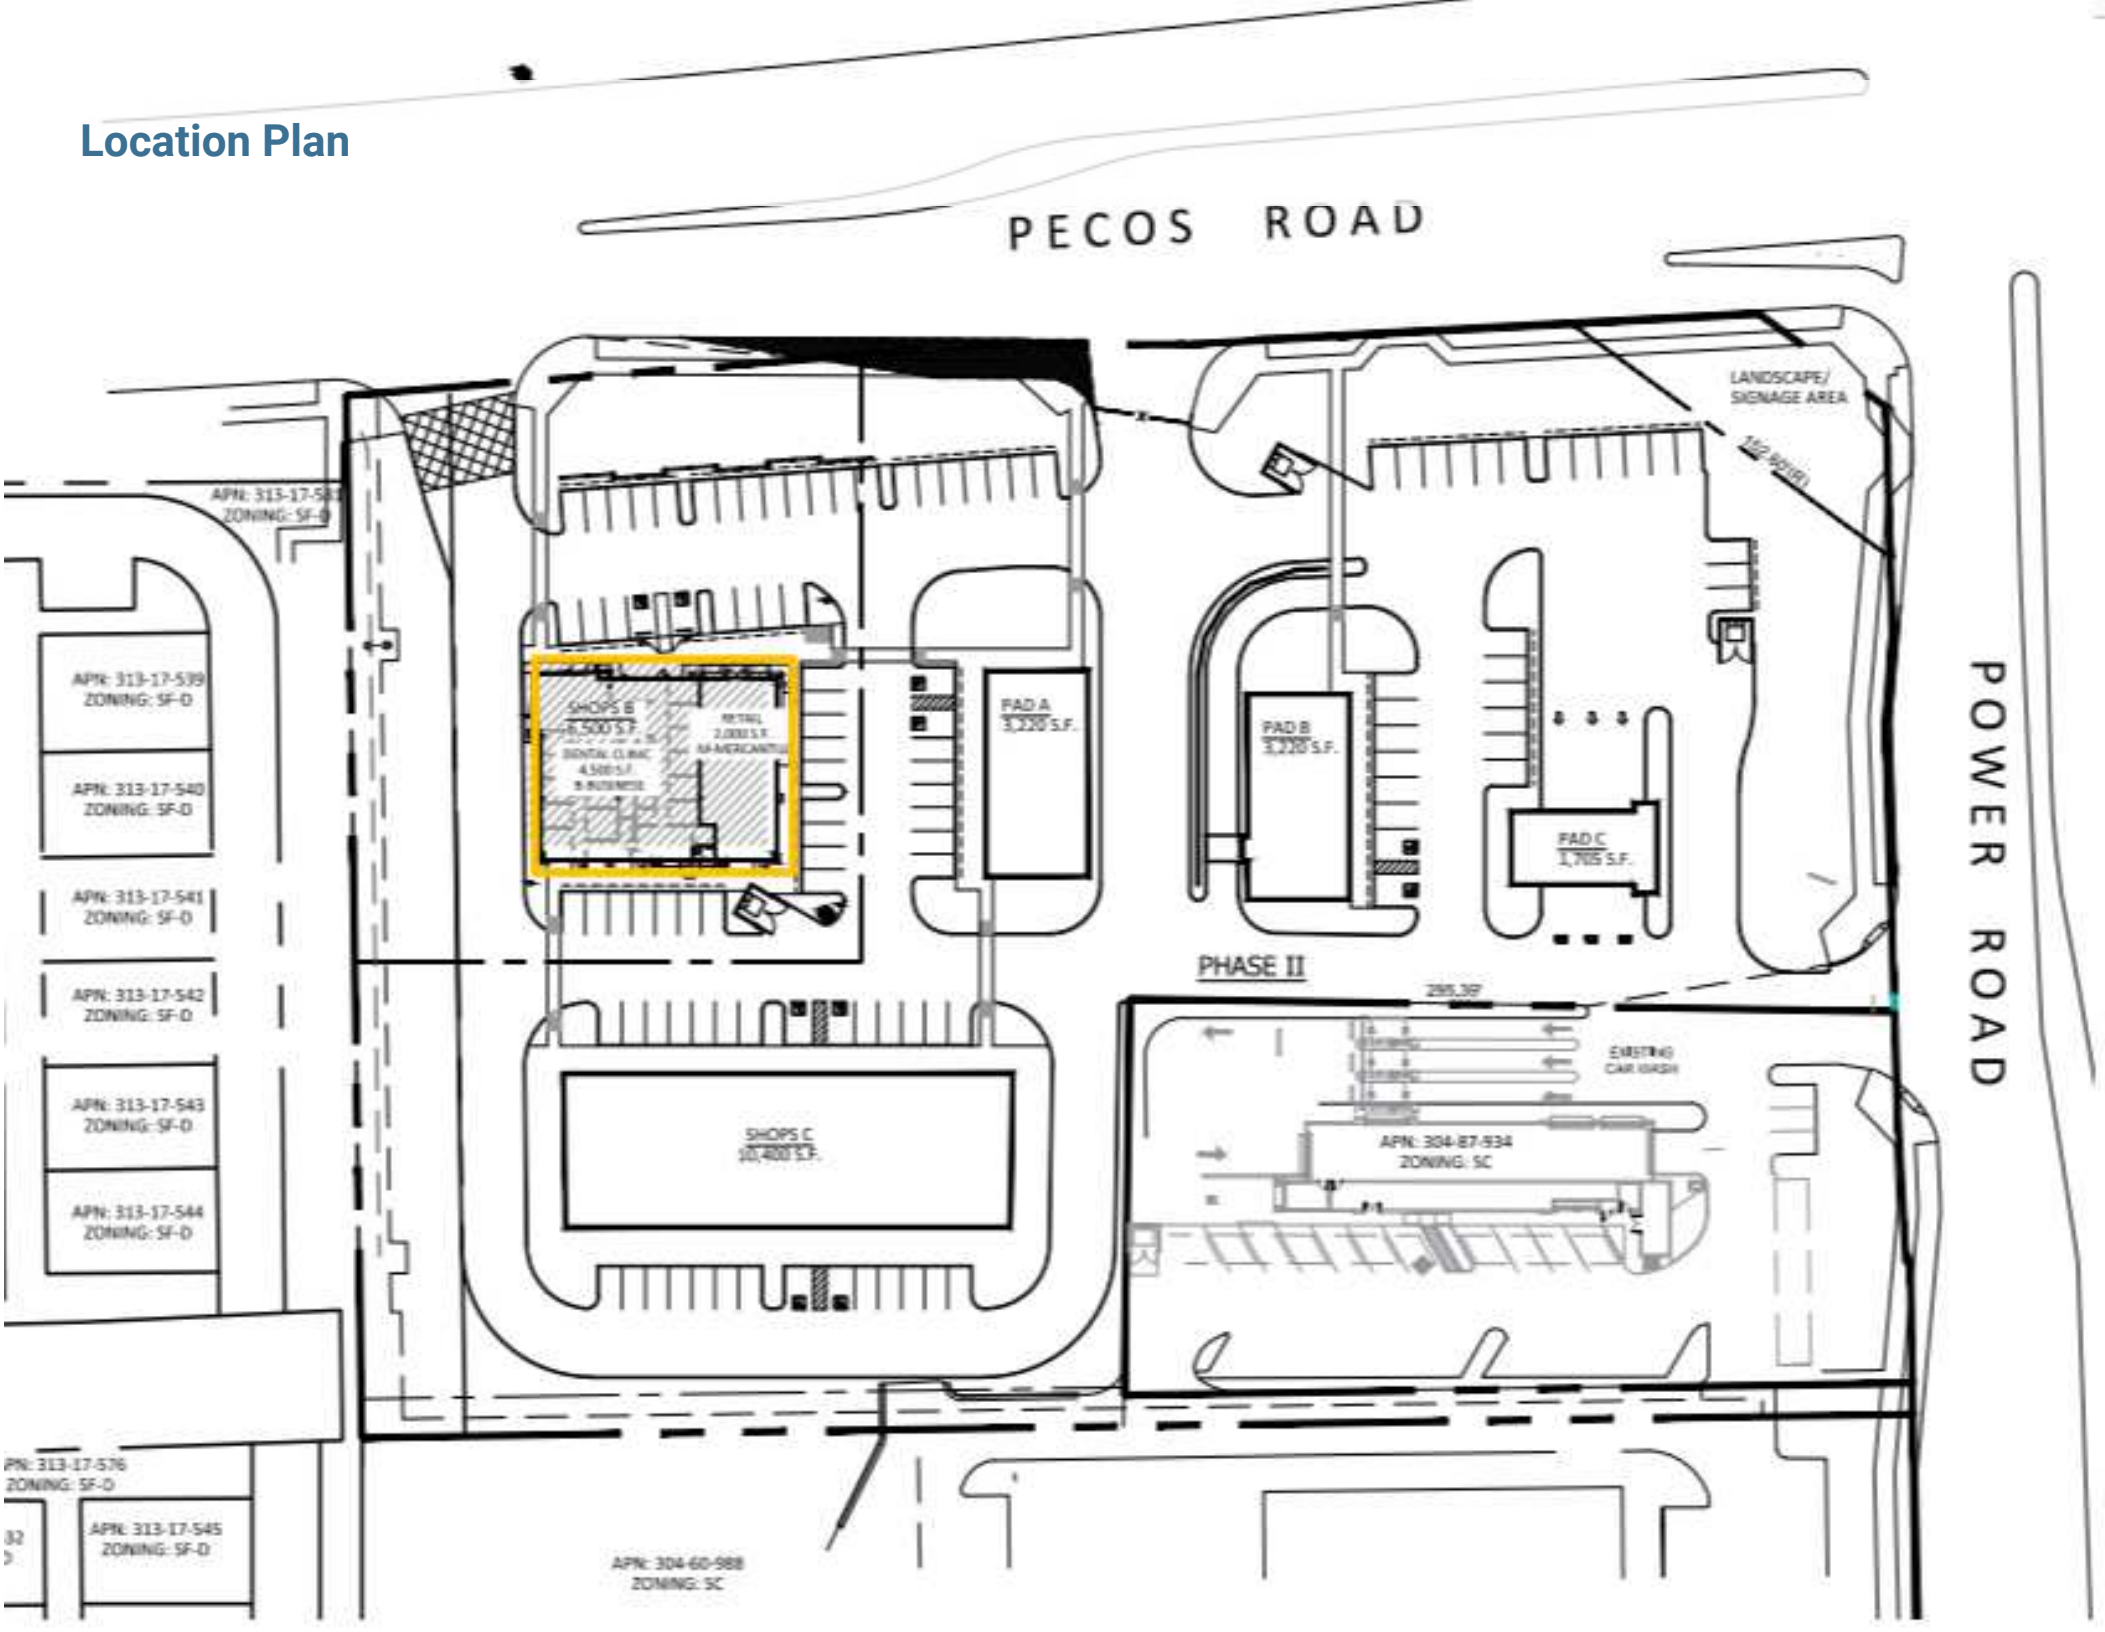 Location Plan
PECOS ROAD
LANDSCAPE/
SIGNAGE AREA
APN: 313-17-581
ZONING: SF-D
APN: 313-17-539
ZONING: SF-D
SHOPS B
6,500 S.F.
DENTAL CLINIC
4,500 S.F.
B-BUSINESS
RETAIL
2,000 S.F.
M-MERCANTILE
PAD A
3,220 S.F.
PAD B
3,220 S.F.
POWER ROAD
APN: 313-17-540
ZONING: SF-D
PAD C
1,705 S.F.
APN: 313-17-541
ZONING: SF-D
PHASE II
295.39'
APN: 313-17-542
ZONING: SF-D
EXISTING
CAR WASH
APN: 313-17-543
ZONING: SF-D
SHOPS C
10,400 S.F.
APN: 304-87-934
ZONING: SC
APN: 313-17-544
ZONING: SF-D
PN: 313-17-576
ZONING: SF-D
32
APN: 313-17-545
ZONING: SF-D
APN: 304-60-988
ZONING: SC